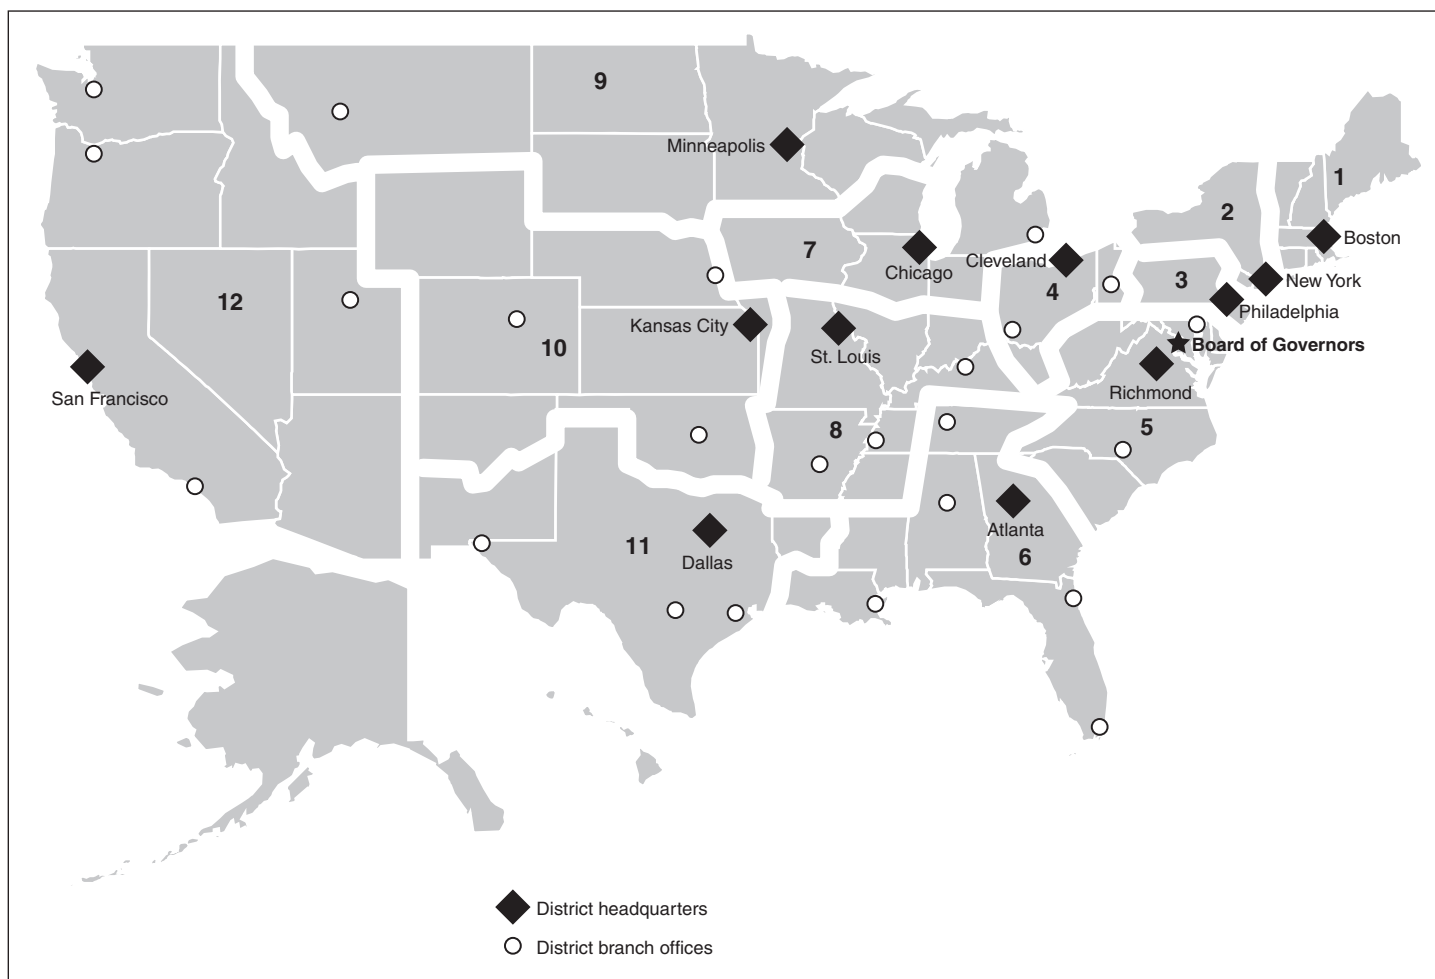 9
Minneapolis
1
2
Boston
7
Chicago
Cleveland
4
3
New York
12
Philadelphia
Kansas City
10
St. Louis
Board of Governors
San Francisco
Richmond
8
5
Atlanta
11
6
Dallas
District headquarters
District branch offices